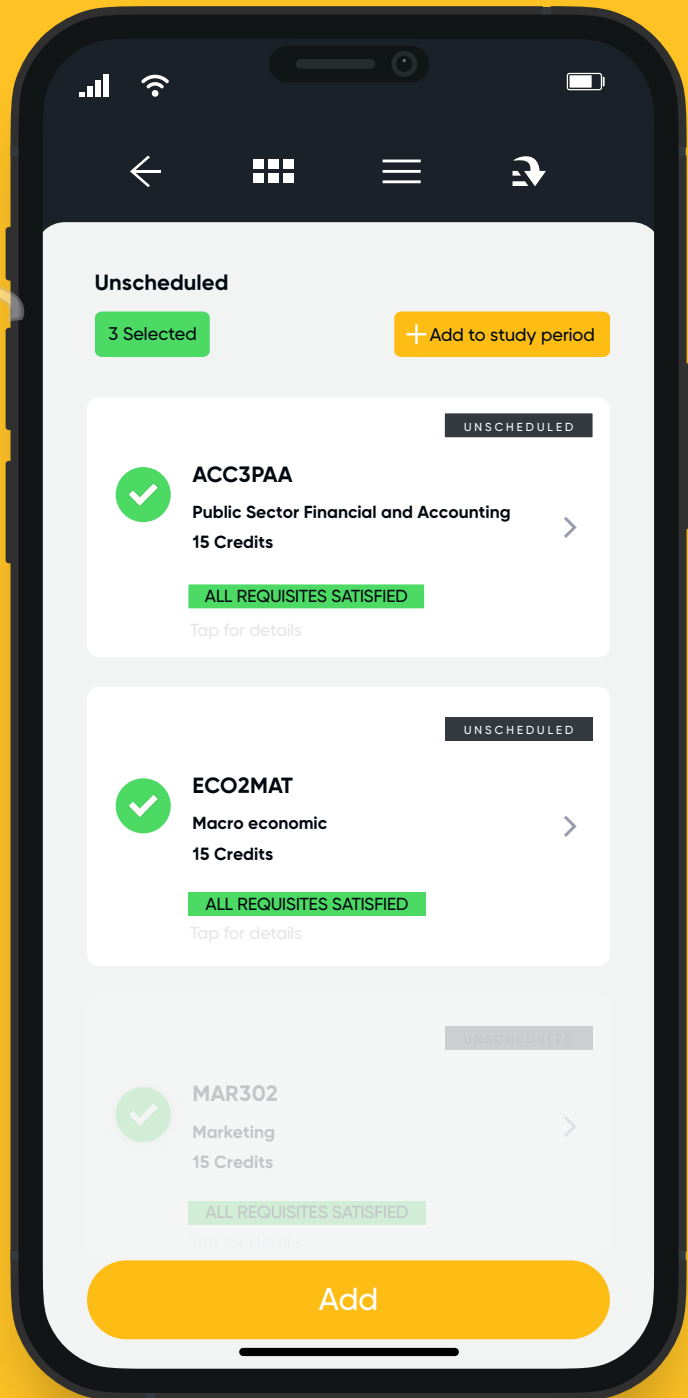 Unscheduled
3 Selected
Add to study period
UNSCHEDULED
ACC3PAA
Public Sector Financial and Accounting
15 Credits
ALL REQUISITES SATISFIED
Tap for details
UNSCHEDULED
ECO2MAT
Macro economic
15 Credits
ALL REQUISITES SATISFIED
Tap for details
UNSCHEDULED
MAR302
Marketing
15 Credits
ALL REQUISITES SATISFIED
Tap for details
Add